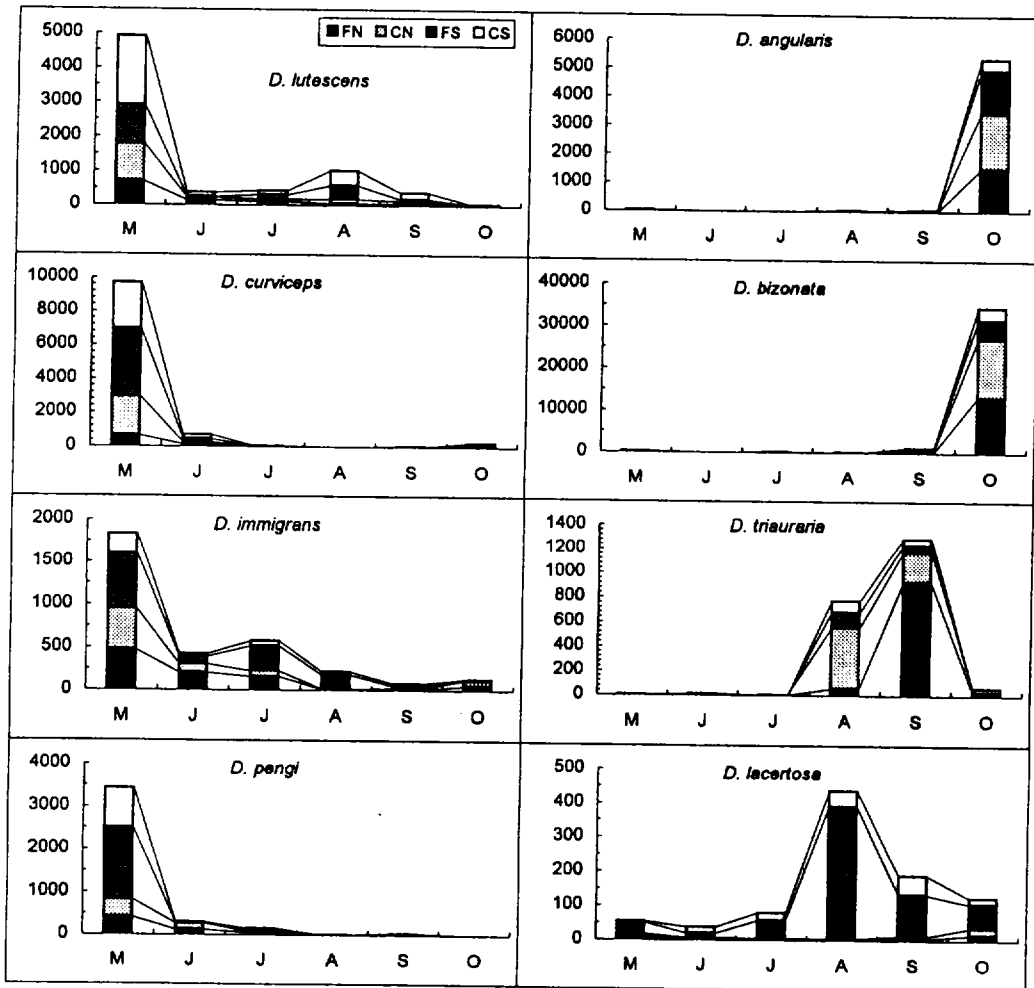 FN CN FS CS
D. lutescens
5000
4000
3000
2000
1000
0
M J J A S O
D. angularis
6000
5000
4000
3000
2000
1000
0
M J J A S O
D. curviceps
10000
8000
6000
4000
2000
0
M J J A S O
D. bizonata
40000
30000
20000
10000
0
M J J A S O
D. immigrans
2000
1500
1000
500
0
M J J A S O
D. triauraria
1400
1200
1000
800
600
400
200
0
M J J A S O
D. pengi
4000
3000
2000
1000
0
M J J A S O
D. lacertosa
500
400
300
200
100
0
M J J A S O